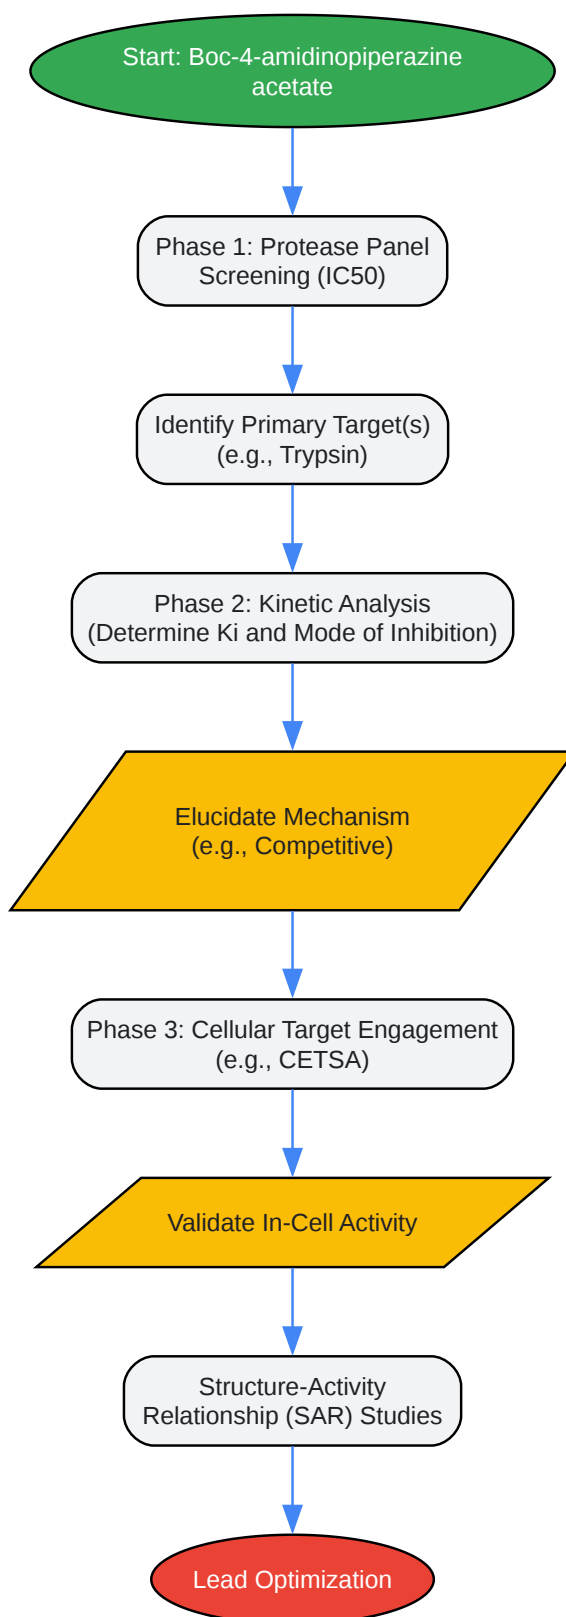 Start: Boc-4-amidinopiperazine
acetate
Phase 1: Protease Panel
Screening (IC50)
Identify Primary Target(s)
(e.g., Trypsin)
Phase 2: Kinetic Analysis
(Determine Ki and Mode of Inhibition)
Elucidate Mechanism
(e.g., Competitive)
Phase 3: Cellular Target Engagement
(e.g., CETSA)
Validate In-Cell Activity
Structure-Activity
Relationship (SAR) Studies
Lead Optimization